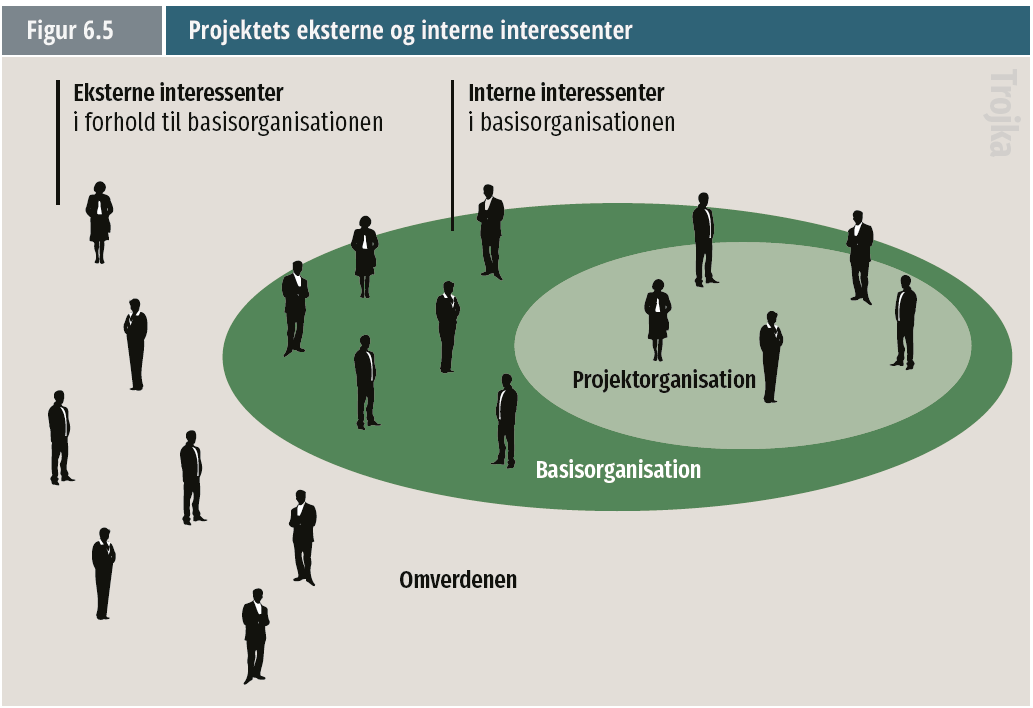 Figur 6.5
Projektets eksterne og interne interessenter
Eksterne interessenter
i forhold til basisorganisationen
Interne interessenter
i basisorganisationen
Trojka
Projektorganisation
Basisorganisation
Omverdenen